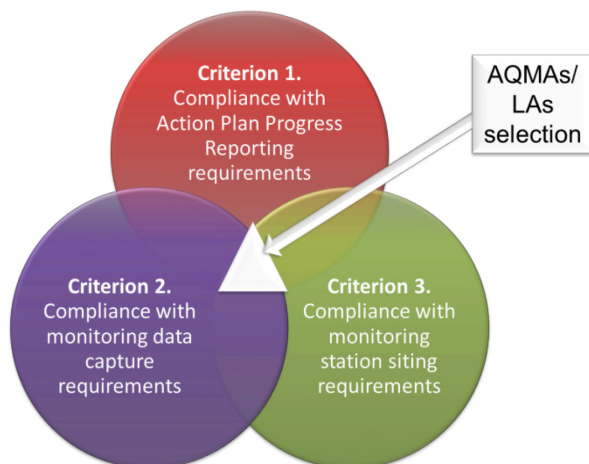 Criterion 1.
Compliance with
Action Plan Progress
Reporting
requirements
AQMAs/
LAs
selection
Criterion 2.
Compliance with
monitoring data
capture
requirements
Criterion 3.
Compliance with
monitoring
station siting
requirements